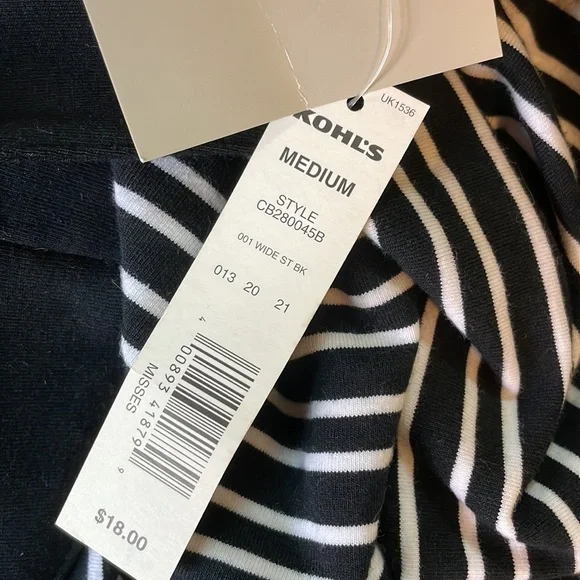 UK1536
KOHL'S
MEDIUM
STYLE
CB280045B
001 WIDE ST BK
013 20 21
4 00893 41879 9
MISSES
$18.00